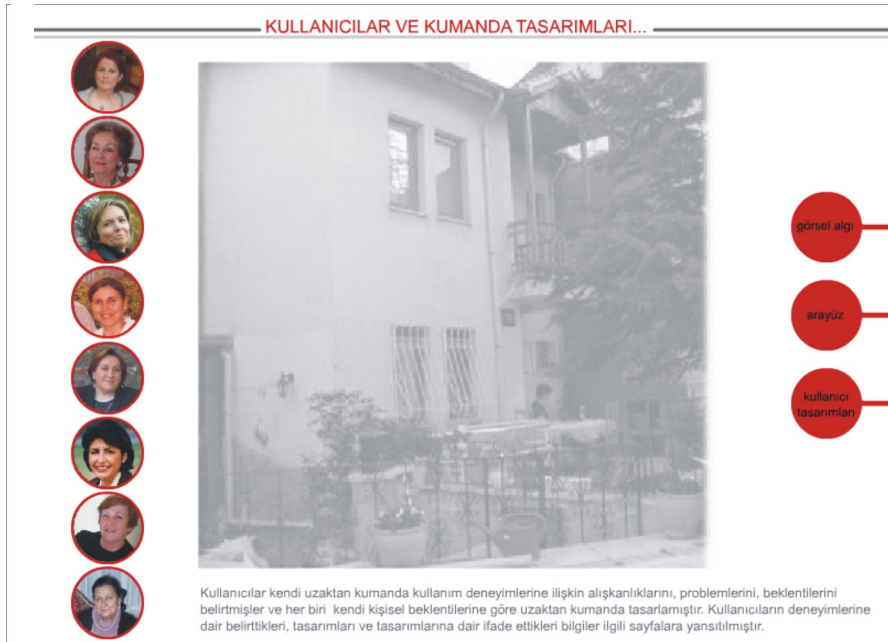 KULLANICILAR VE KUMANDA TASARIMLARI...
görsel algı
arayüz
kullanıcı
tasarımları
Kullanıcılar kendi uzaktan kumanda kullanım deneyimlerine ilişkin alışkanlıklarını, problemlerini, beklentilerini
belirtmişler ve her biri kendi kişisel beklentilerine göre uzaktan kumanda tasarlamıştır. Kullanıcıların deneyimlerine
dair belirttikleri, tasarımları ve tasarımlarına dair ifade ettikleri bilgiler ilgili sayfalara yansıtılmıştır.